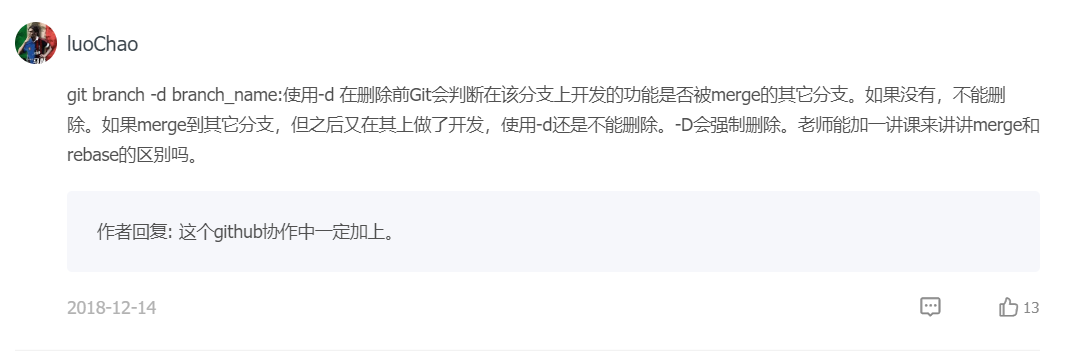 luoChao
git branch -d branch_name:使用-d 在删除前Git会判断在该分支上开发的功能是否被merge的其它分支。如果没有，不能删
除。如果merge到其它分支，但之后又在其上做了开发，使用-d还是不能删除。-D会强制删除。老师能加一讲课来讲讲merge和
rebase的区别吗。
作者回复: 这个github协作中一定加上。
2018-12-14
13